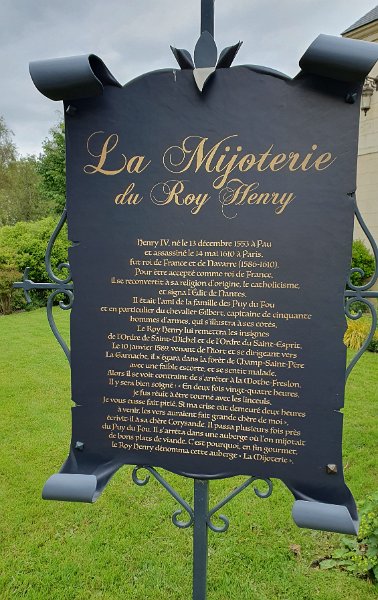 La Mijoterie
du Roy Henry
Henry IV, né le 13 décembre 1553 à Pau
et assassiné le 14 mai 1610 à Paris,
fut roi de France et de Navarre (1586-1610)
Pour être accepté comme roi de France,
il se reconvertit à sa religion d'origine, le catholicisme,
et signa l'Edit de Nantes.
Il était l'ami de la famille des Puy du Fou
et en particulier du chevalier Gilbert, capitaine de cinquante
hommes d'armes, qui s'illustra à ses côtés.
Le Roy Henry lui remettra les insignes
de l'Ordre de Saint-Michel et de l'Ordre du Saint-Esprit.
Le 10 janvier 1589, venant de Niort et se dirigeant vers
La Garnache, il s'égara dans la forêt de Champ-Saint-Père
avec une faible escorte, et se sentit malade.
Alors il se voit contraint de s'arrêter à la Mothe-Freslon.
Il y sera bien soigné : « En deux fois vingt-quatre heures,
je fus réduit à être tourné avec les linceuls.
Je vous eusse fait pitié. Si ma crise eût demeuré deux heures
à venir, les vers auraient fait grande chère de moi »,
écrivit-il à sa chère Corysande. Il passa plusieurs fois près
du Puy du Fou. Il s'arrêta dans une auberge où l'on mijotait
de bons plats de viande. C'est pourquoi, en fin gourmet,
le Roy Henry dénomma cette auberge « La Mijoterie ».